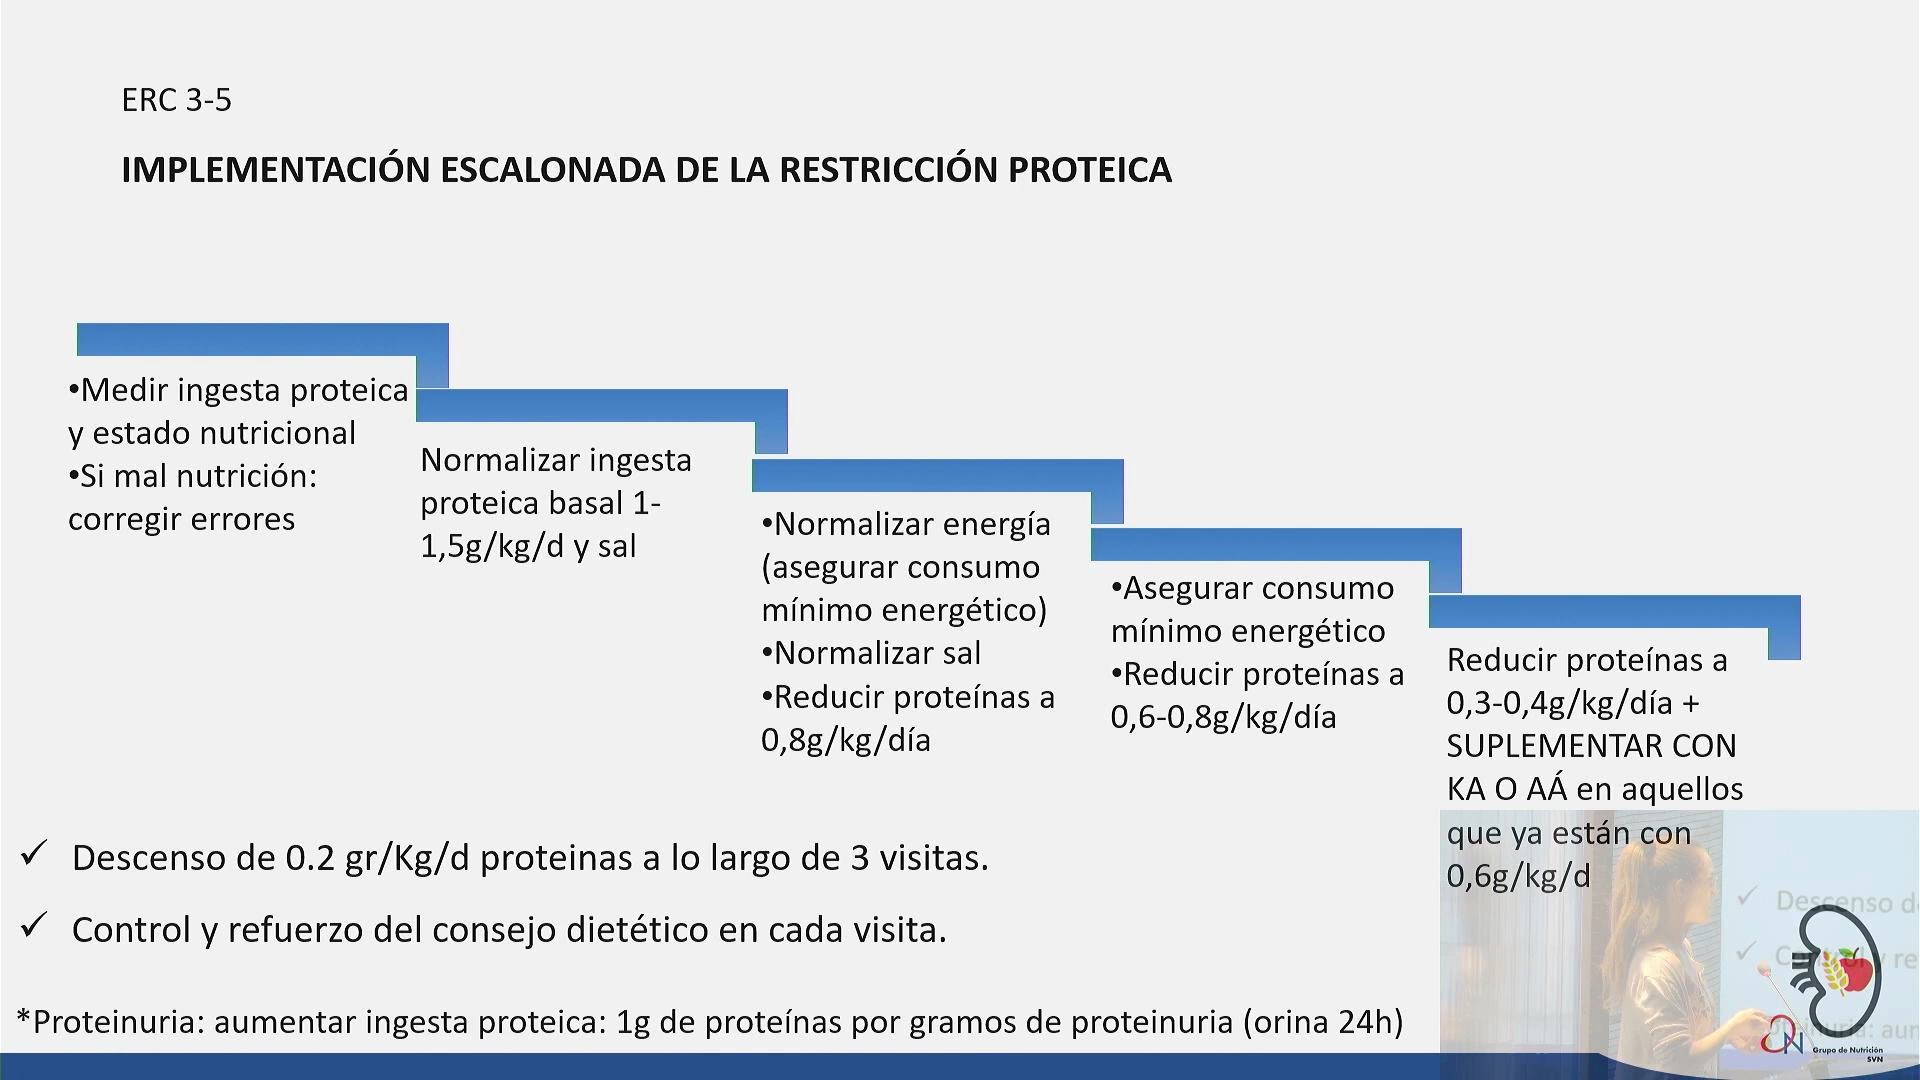 ERC 3-5
IMPLEMENTACIÓN ESCALONADA DE LA RESTRICCIÓN PROTEICA
•Medir ingesta proteica
y estado nutricional
•Si mal nutrición:
corregir errores
Normalizar ingesta
proteica basal 1-
1,5g/kg/d y sal
•Normalizar energía
(asegurar consumo
mínimo energético)
•Normalizar sal
•Reducir proteínas a
0,8g/kg/día
•Asegurar consumo
mínimo energético
•Reducir proteínas a
0,6-0,8g/kg/día
Reducir proteínas a
0,3-0,4g/kg/día +
SUPLEMENTAR CON
KA O AÁ en aquellos
que ya están con
0,6g/kg/d
✓ Descenso de 0.2 gr/Kg/d proteinas a lo largo de 3 visitas.
✓ Control y refuerzo del consejo dietético en cada visita.
*Proteinuria: aumentar ingesta proteica: 1g de proteínas por gramos de proteinuria (orina 24h)
✓ Descenso d
Grupo de Nutrición
SVN